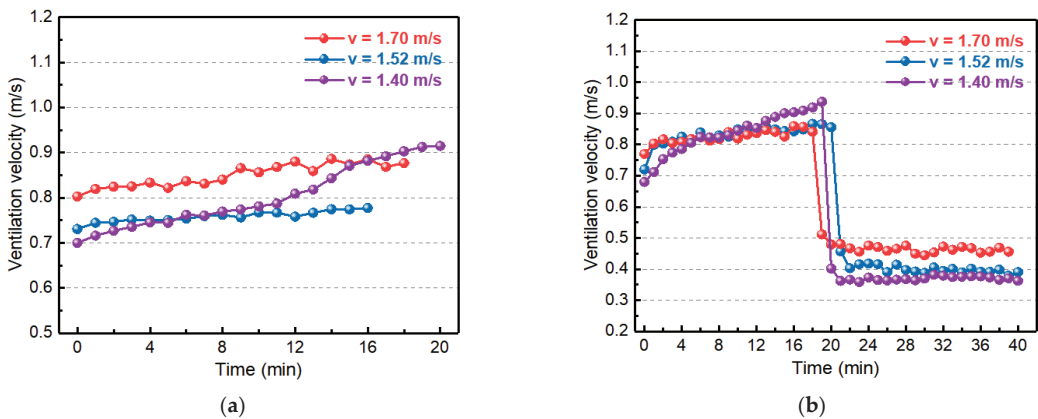 1.2
1.1
1.0
0.9
0.8
0.7
0.6
0.5
Ventilation velocity (m/s)
v = 1.70 m/s
v = 1.52 m/s
v = 1.40 m/s
0 4 8 12 16 20
Time (min)
(a)
1.2
1.1
1.0
0.9
0.8
0.7
0.6
0.5
0.4
0.3
0.2
Ventilation velocity (m/s)
v = 1.70 m/s
v = 1.52 m/s
v = 1.40 m/s
0 4 8 12 16 20 24 28 32 36 40
Time (min)
(b)